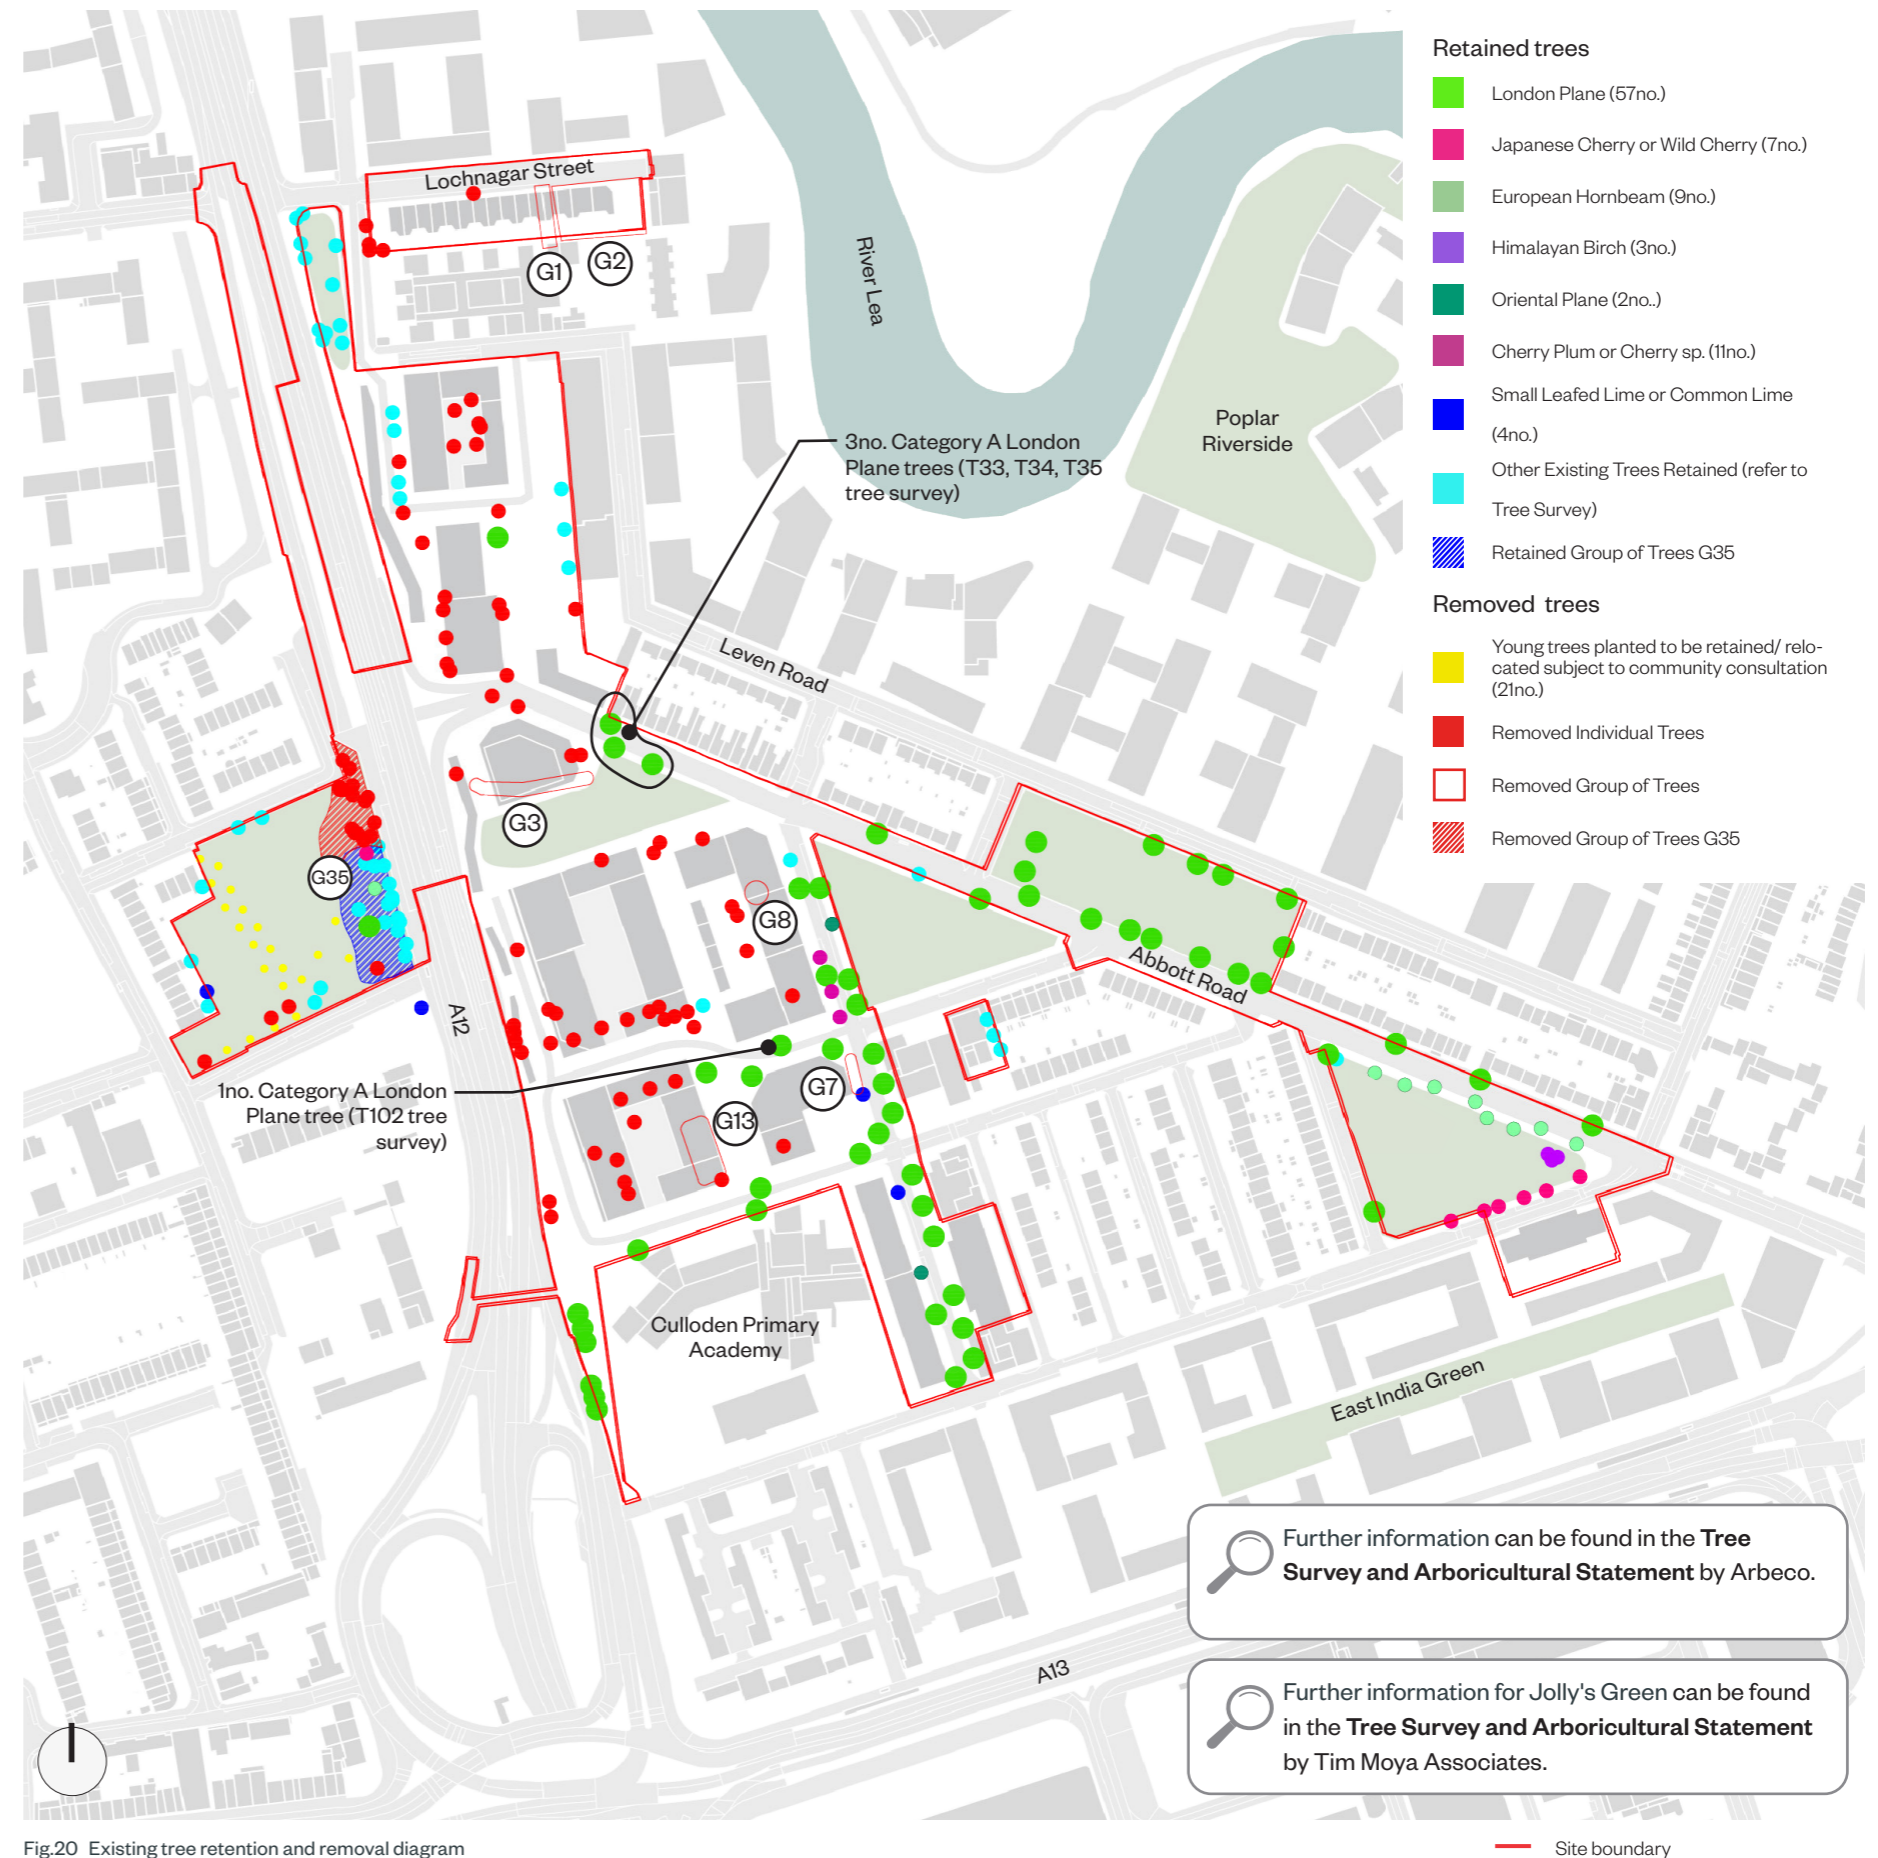 Retained trees
London Plane (57no.)
Japanese Cherry or Wild Cherry (7no.)
European Hornbeam (9no.)
Himalayan Birch (3no.)
Oriental Plane (2no..)
Cherry Plum or Cherry sp. (11no.)
Small Leafed Lime or Common Lime
(4no.)
Other Existing Trees Retained (refer to
Tree Survey)
Retained Group of Trees G35
Removed trees
Young trees planted to be retained/ relo-
cated subject to community consultation
(21no.)
Removed Individual Trees
Removed Group of Trees
Removed Group of Trees G35
Lochnagar Street
G1
G2
River Lea
Poplar
Riverside
3no. Category A London
Plane trees (T33, T34, T35
tree survey)
Leven Road
G3
G35
G8
Abbott Road
A12
1no. Category A London
Plane tree (T102 tree
survey)
G7
G13
Culloden Primary
Academy
East India Green
A13
Further information can be found in the Tree
Survey and Arboricultural Statement by Arbeco.
Further information for Jolly's Green can be found
in the Tree Survey and Arboricultural Statement
by Tim Moya Associates.
Fig.20 Existing tree retention and removal diagram
Site boundary